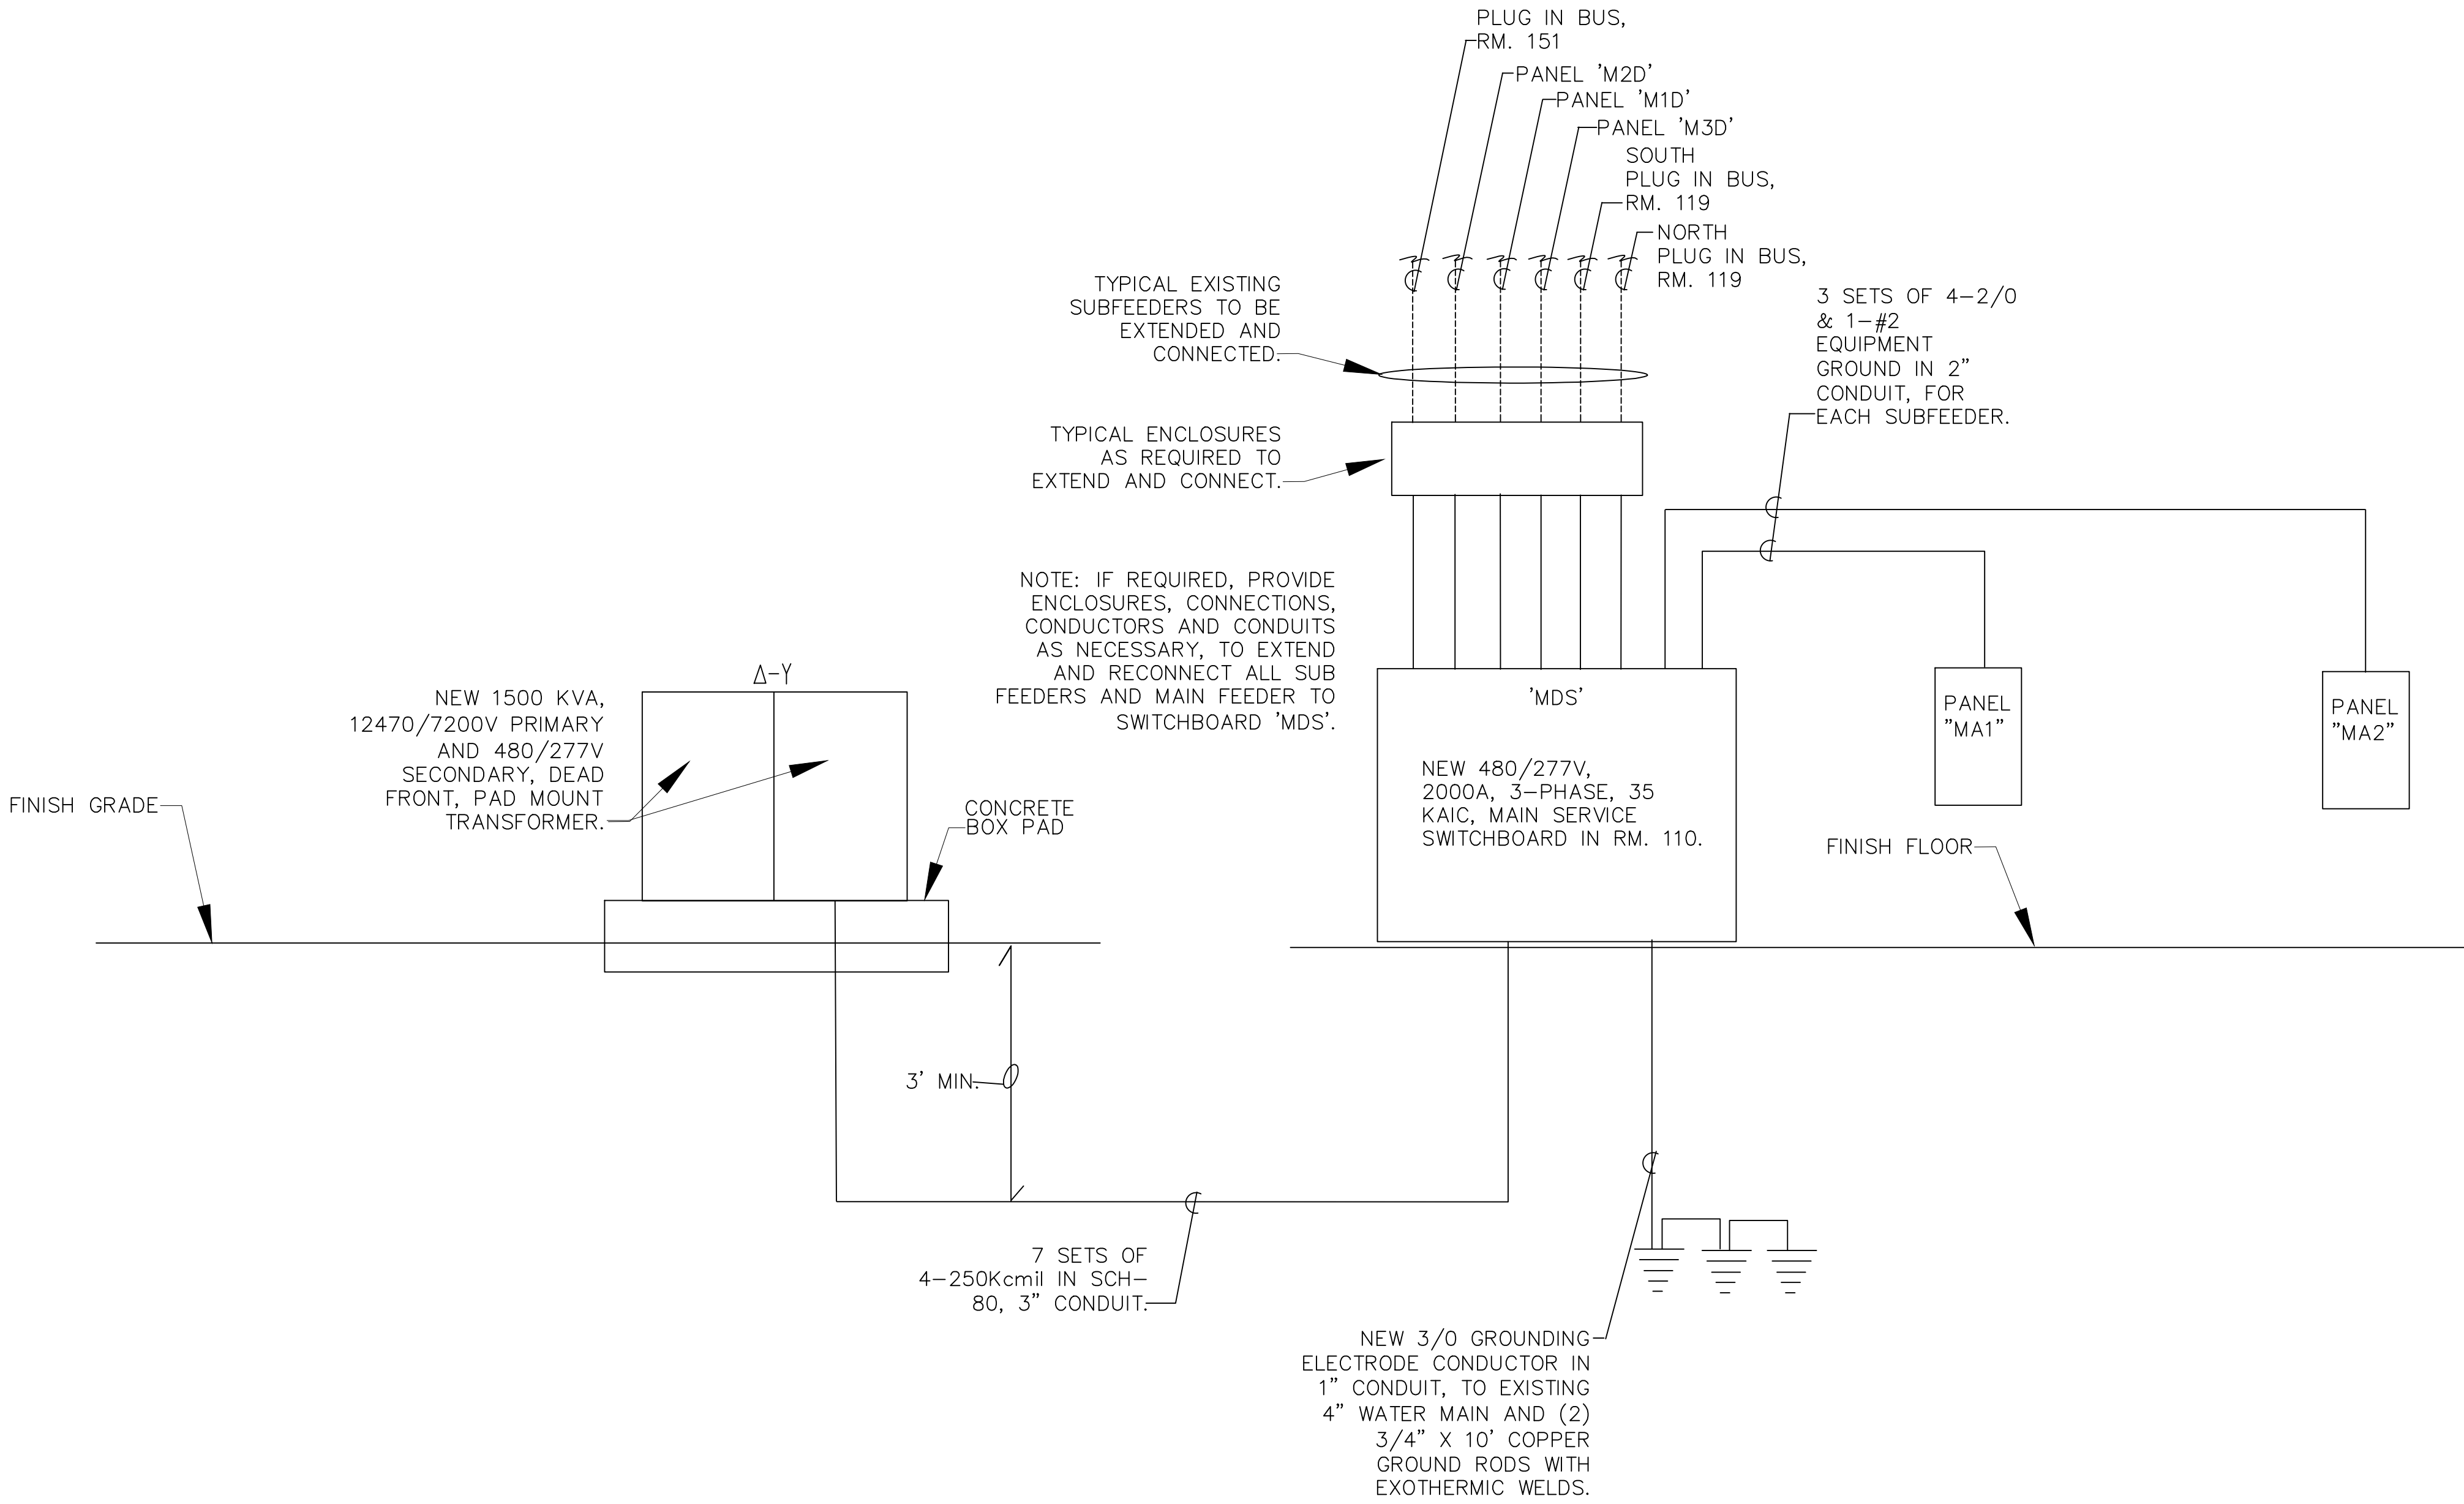 PLUG IN BUS,
RM. 151
PANEL 'M2D'
PANEL 'M1D'
PANEL 'M3D'
SOUTH
PLUG IN BUS,
RM. 119
NORTH
PLUG IN BUS,
RM. 119
TYPICAL EXISTING
SUBFEEDERS TO BE
EXTENDED AND
CONNECTED.
3 SETS OF 4-2/0
& 1-#2
EQUIPMENT
GROUND IN 2"
CONDUIT, FOR
EACH SUBFEEDER.
TYPICAL ENCLOSURES
AS REQUIRED TO
EXTEND AND CONNECT.
NOTE: IF REQUIRED, PROVIDE
ENCLOSURES, CONNECTIONS,
CONDUCTORS AND CONDUITS
AS NECESSARY, TO EXTEND
AND RECONNECT ALL SUB
FEEDERS AND MAIN FEEDER TO
SWITCHBOARD 'MDS'.
Δ-Y
NEW 1500 KVA,
12470/7200V PRIMARY
AND 480/277V
SECONDARY, DEAD
FRONT, PAD MOUNT
TRANSFORMER.
'MDS'
NEW 480/277V,
2000A, 3-PHASE, 35
KAIC, MAIN SERVICE
SWITCHBOARD IN RM. 110.
PANEL
"MA1"
PANEL
"MA2"
FINISH GRADE
CONCRETE
BOX PAD
FINISH FLOOR
3' MIN.
7 SETS OF
4-250Kcmil IN SCH-
80, 3" CONDUIT.
NEW 3/0 GROUNDING
ELECTRODE CONDUCTOR IN
1" CONDUIT, TO EXISTING
4" WATER MAIN AND (2)
3/4" X 10' COPPER
GROUND RODS WITH
EXOTHERMIC WELDS.